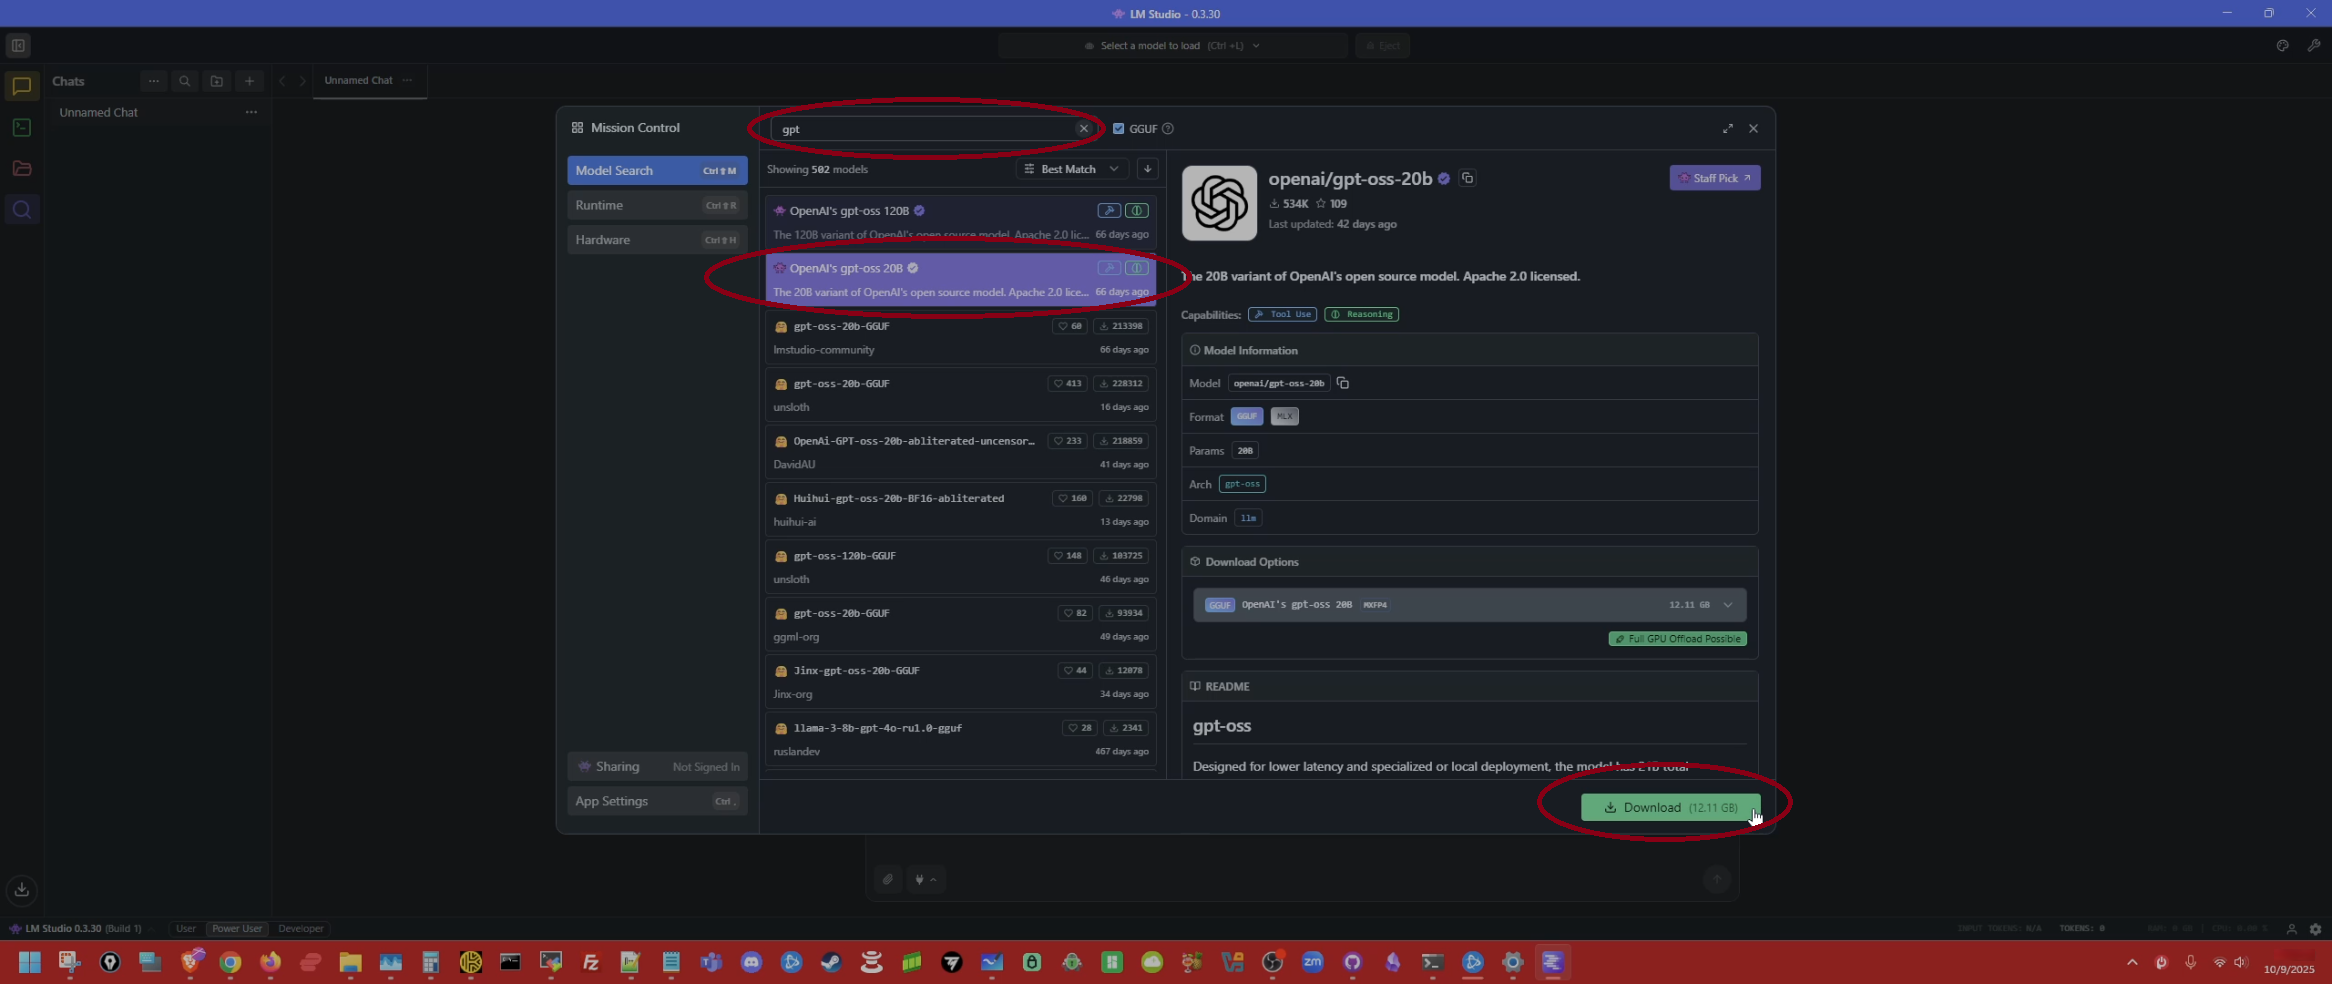 LM Studio - 0.3.30
Select a model to load (Ctrl +L)
Eject
Chats
Unnamed Chat
Unnamed Chat
Mission Control
gpt
GGUF
Model Search Ctrl⇧M
Runtime Ctrl⇧R
Hardware Ctrl⇧H
Showing 502 models
Best Match
OpenAI's gpt-oss 120B
The 120B variant of OpenAI's open source model. Apache 2.0 lic... 66 days ago
OpenAI's gpt-oss 20B
The 20B variant of OpenAI's open source model. Apache 2.0 lice... 66 days ago
gpt-oss-20b-GGUF 60 213398
lmstudio-community 66 days ago
gpt-oss-20b-GGUF 413 228312
unsloth 16 days ago
OpenAi-GPT-oss-20b-abliterated-uncensor... 233 218859
DavidAU 41 days ago
Huihui-gpt-oss-20b-BF16-abliterated 160 22798
huihui-ai 13 days ago
gpt-oss-120b-GGUF 148 103725
unsloth 46 days ago
gpt-oss-20b-GGUF 82 93934
ggml-org 49 days ago
Jinx-gpt-oss-20b-GGUF 44 12078
Jinx-org 34 days ago
llama-3-8b-gpt-4o-ru1.0-gguf 28 2341
ruslandev 467 days ago
openai/gpt-oss-20b
Staff Pick
534K 109
Last updated: 42 days ago
The 20B variant of OpenAI's open source model. Apache 2.0 licensed.
Capabilities: Tool Use Reasoning
Model Information
Model openai/gpt-oss-20b
Format GGUF MLX
Params 20B
Arch gpt-oss
Domain llm
Download Options
GGUF OpenAI's gpt-oss 20B MXFP4 12.11 GB
Full GPU Offload Possible
README
gpt-oss
Designed for lower latency and specialized or local deployment, the model has 21B total
Sharing Not Signed In
App Settings Ctrl ,
Download (12.11 GB)
LM Studio 0.3.30 (Build 1)
User Power User Developer
INPUT TOKENS: N/A TOKENS: 0
10/9/2025